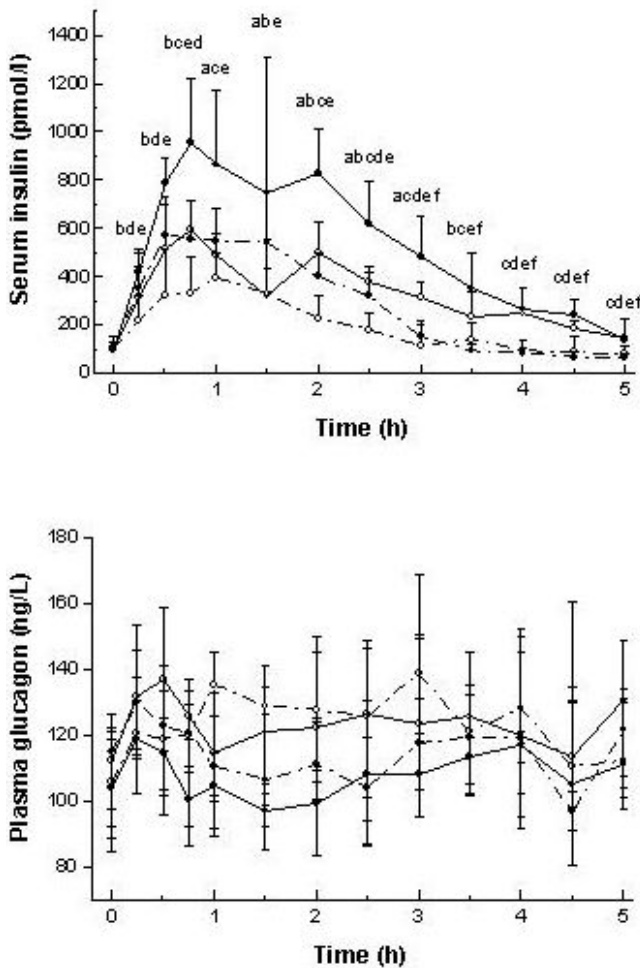 1400
abe
bced
1200
ace
abce
1000
bde
abcde
800
acdef
bde
bcef
600
cdef
cdef
400
cdef
200
0
0 1 2 3 4 5
Serum insulin (pmol/l)
Time (h)
180
160
140
120
100
80
0 1 2 3 4 5
Plasma glucagon (ng/L)
Time (h)